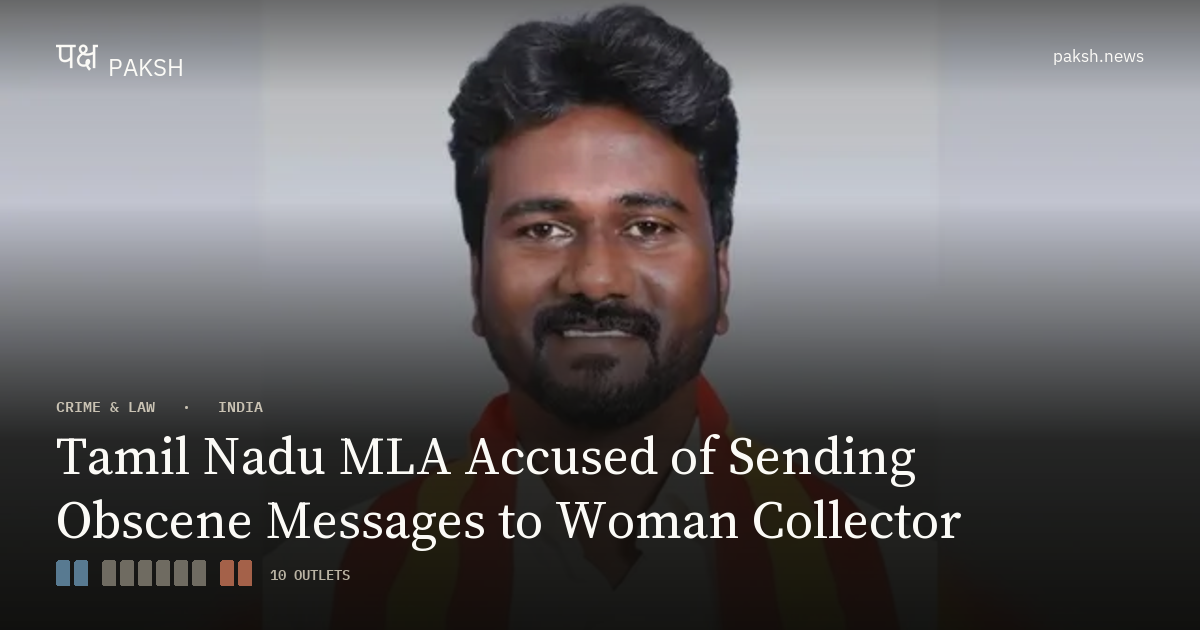 पक्ष PAKSH
paksh.news
CRIME & LAW · INDIA
Tamil Nadu MLA Accused of Sending
Obscene Messages to Woman Collector
10 OUTLETS